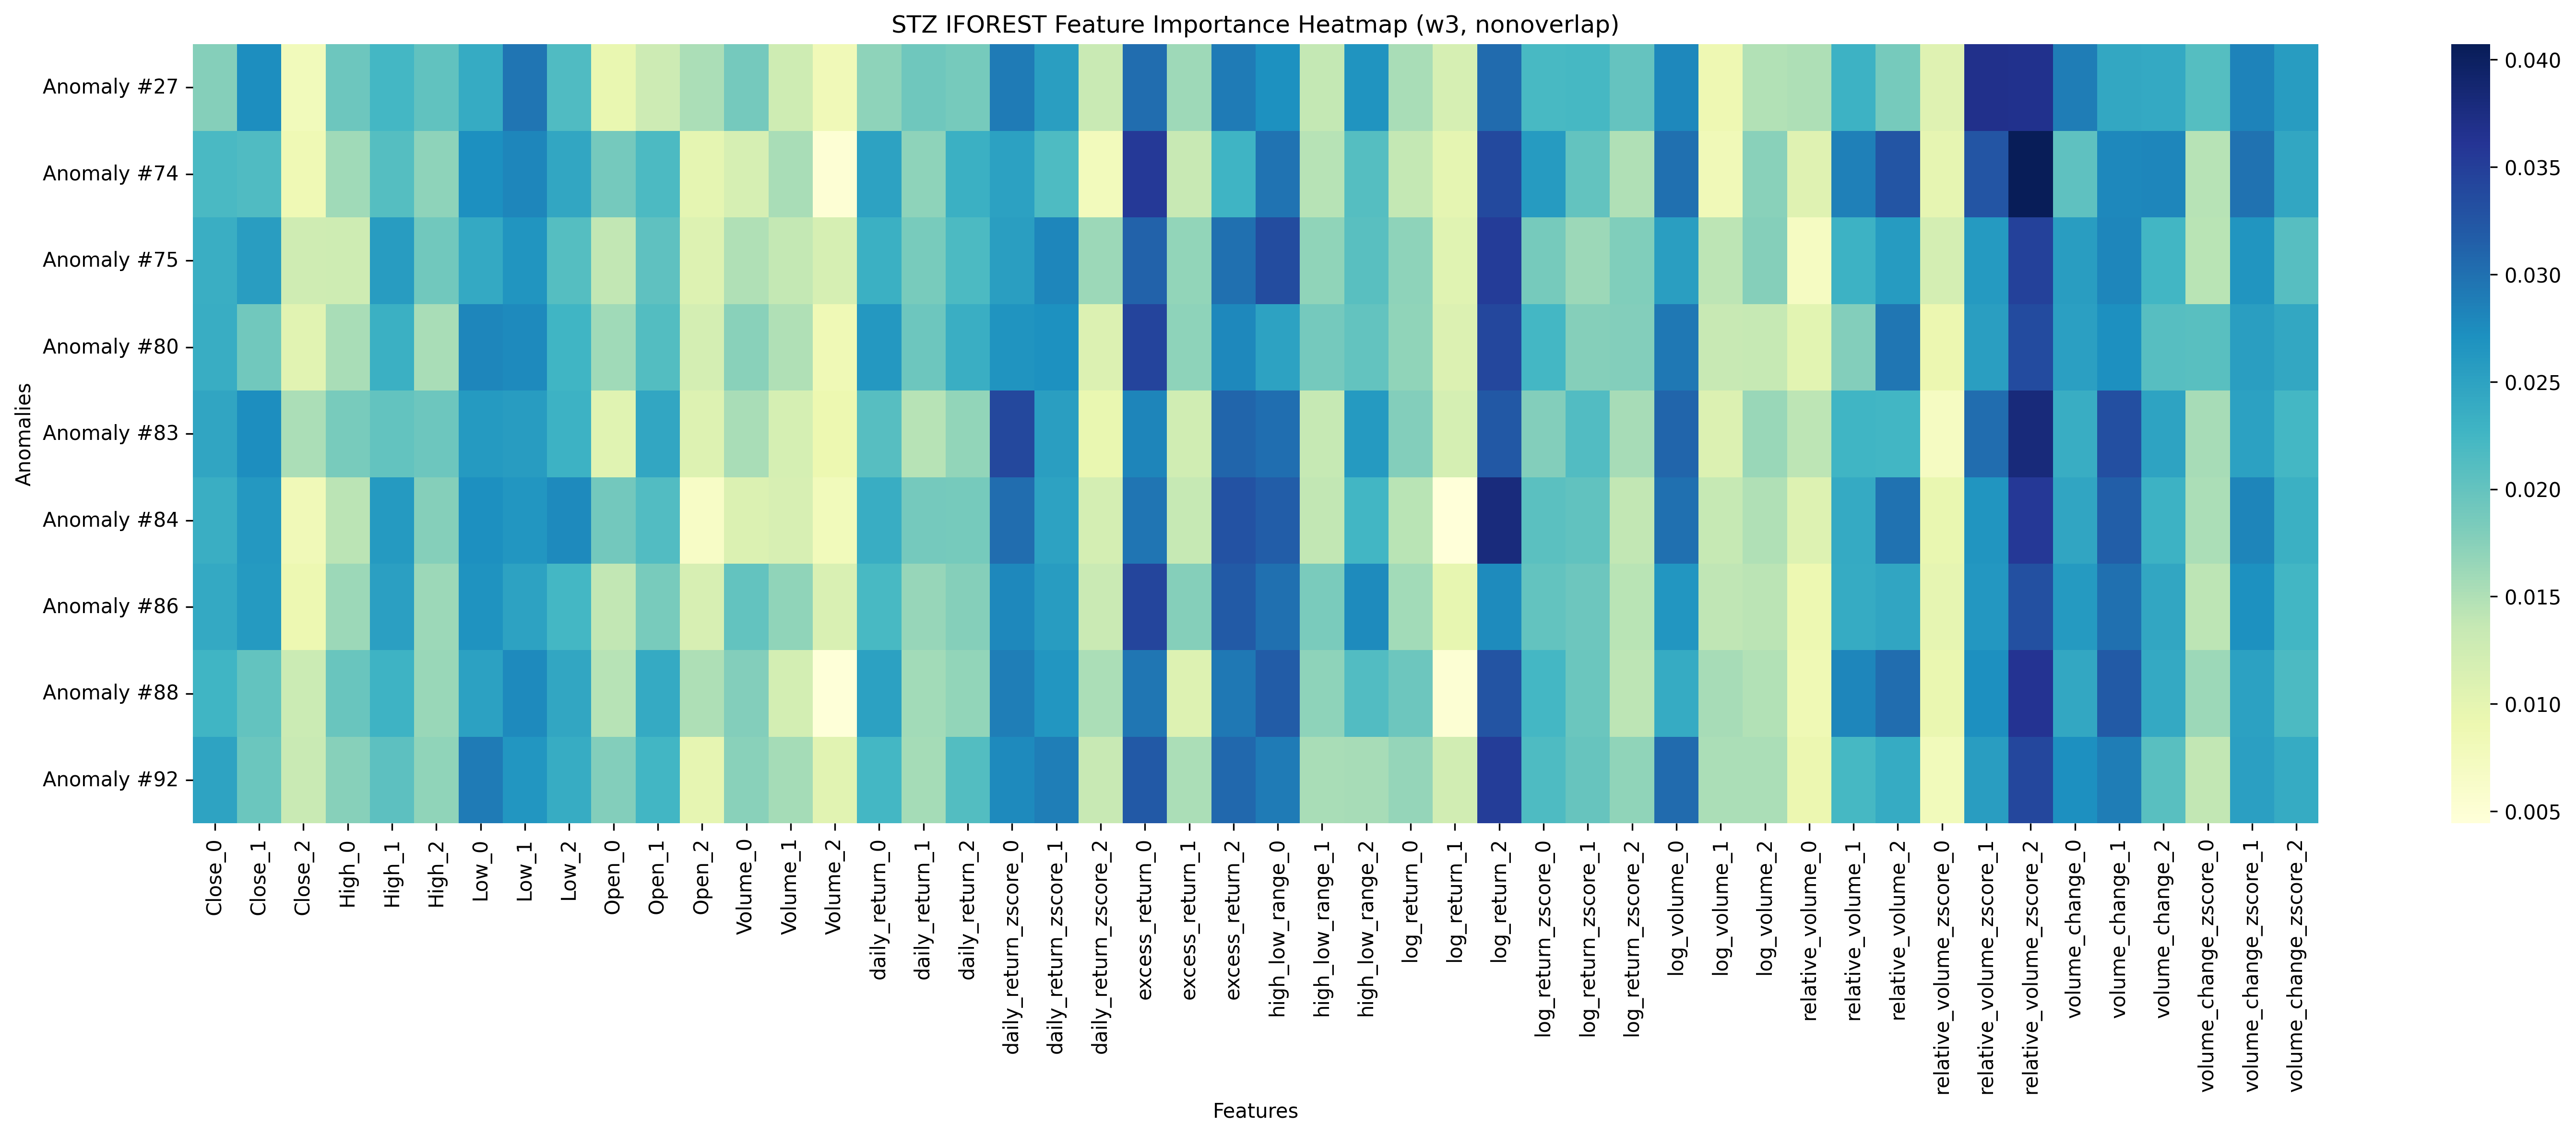 STZ IFOREST Feature Importance Heatmap (w3, nonoverlap)
Anomalies
Anomaly #27
Anomaly #74
Anomaly #75
Anomaly #80
Anomaly #83
Anomaly #84
Anomaly #86
Anomaly #88
Anomaly #92
Close_0
Close_1
Close_2
High_0
High_1
High_2
Low_0
Low_1
Low_2
Open_0
Open_1
Open_2
Volume_0
Volume_1
Volume_2
daily_return_0
daily_return_1
daily_return_2
daily_return_zscore_0
daily_return_zscore_1
daily_return_zscore_2
excess_return_0
excess_return_1
excess_return_2
high_low_range_0
high_low_range_1
high_low_range_2
log_return_0
log_return_1
log_return_2
log_return_zscore_0
log_return_zscore_1
log_return_zscore_2
log_volume_0
log_volume_1
log_volume_2
relative_volume_0
relative_volume_1
relative_volume_2
relative_volume_zscore_0
relative_volume_zscore_1
relative_volume_zscore_2
volume_change_0
volume_change_1
volume_change_2
volume_change_zscore_0
volume_change_zscore_1
volume_change_zscore_2
Features
0.040
0.035
0.030
0.025
0.020
0.015
0.010
0.005